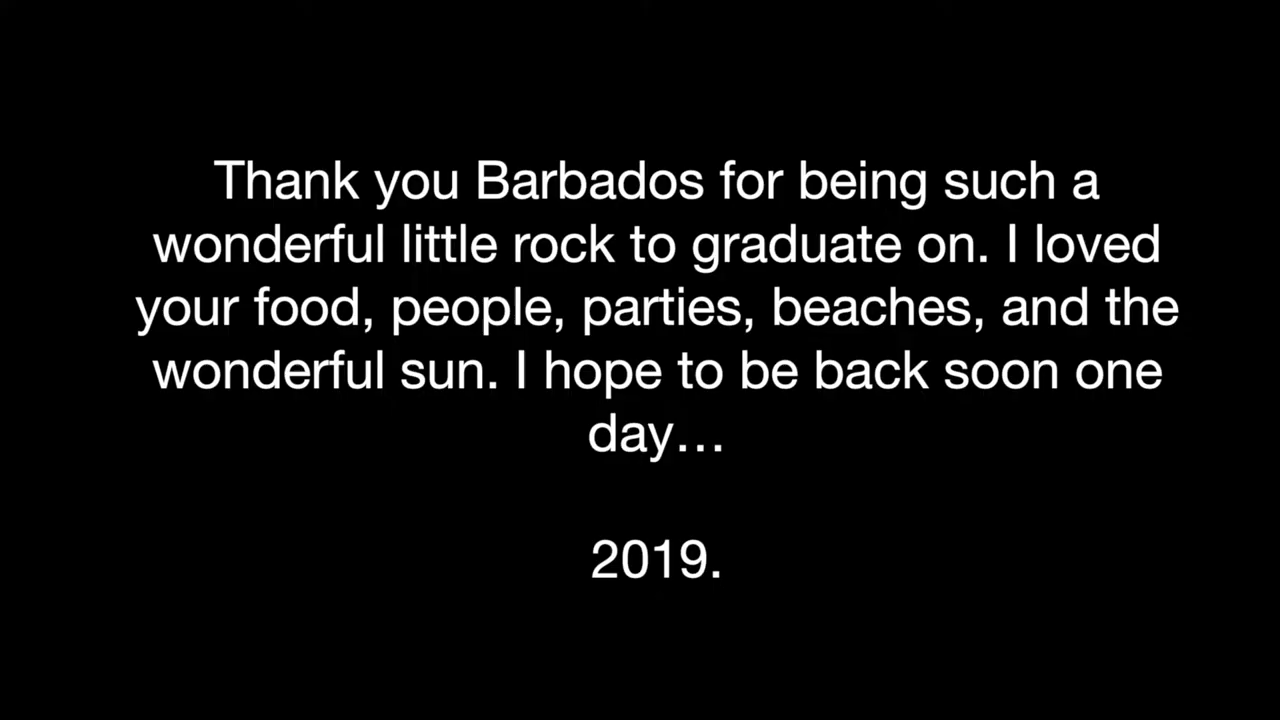 Thank you Barbados for being such a
wonderful little rock to graduate on. I loved
your food, people, parties, beaches, and the
wonderful sun. I hope to be back soon one
day…
2019.